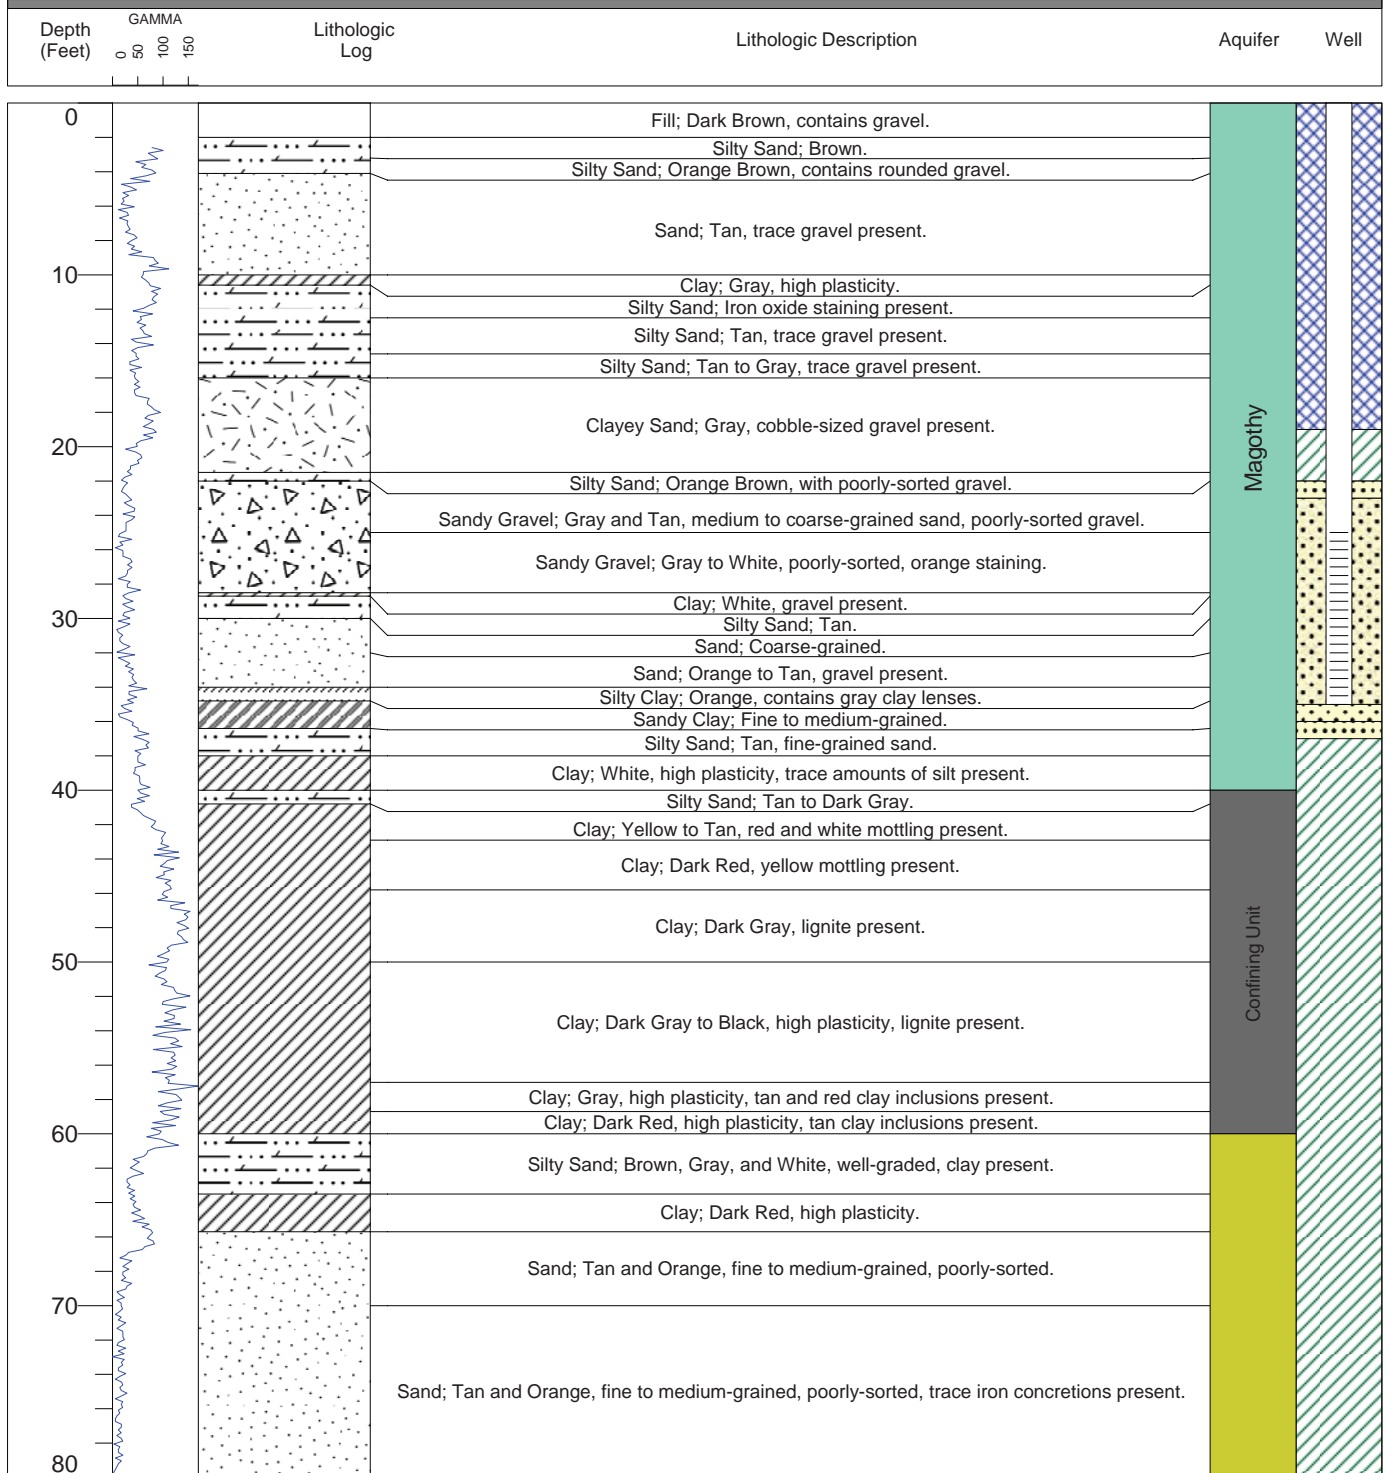 Depth
(Feet)
GAMMA
0 50 100 150
Lithologic
Log
Lithologic Description
Aquifer
Well
0
Fill; Dark Brown, contains gravel.
Silty Sand; Brown.
Silty Sand; Orange Brown, contains rounded gravel.
Sand; Tan, trace gravel present.
10
Clay; Gray, high plasticity.
Silty Sand; Iron oxide staining present.
Silty Sand; Tan, trace gravel present.
Silty Sand; Tan to Gray, trace gravel present.
Clayey Sand; Gray, cobble-sized gravel present.
Magothy
20
Silty Sand; Orange Brown, with poorly-sorted gravel.
Sandy Gravel; Gray and Tan, medium to coarse-grained sand, poorly-sorted gravel.
Sandy Gravel; Gray to White, poorly-sorted, orange staining.
Clay; White, gravel present.
30
Silty Sand; Tan.
Sand; Coarse-grained.
Sand; Orange to Tan, gravel present.
Silty Clay; Orange, contains gray clay lenses.
Sandy Clay; Fine to medium-grained.
Silty Sand; Tan, fine-grained sand.
Clay; White, high plasticity, trace amounts of silt present.
40
Silty Sand; Tan to Dark Gray.
Clay; Yellow to Tan, red and white mottling present.
Clay; Dark Red, yellow mottling present.
Clay; Dark Gray, lignite present.
Confining Unit
50
Clay; Dark Gray to Black, high plasticity, lignite present.
Clay; Gray, high plasticity, tan and red clay inclusions present.
Clay; Dark Red, high plasticity, tan clay inclusions present.
60
Silty Sand; Brown, Gray, and White, well-graded, clay present.
Clay; Dark Red, high plasticity.
Sand; Tan and Orange, fine to medium-grained, poorly-sorted.
70
Sand; Tan and Orange, fine to medium-grained, poorly-sorted, trace iron concretions present.
80